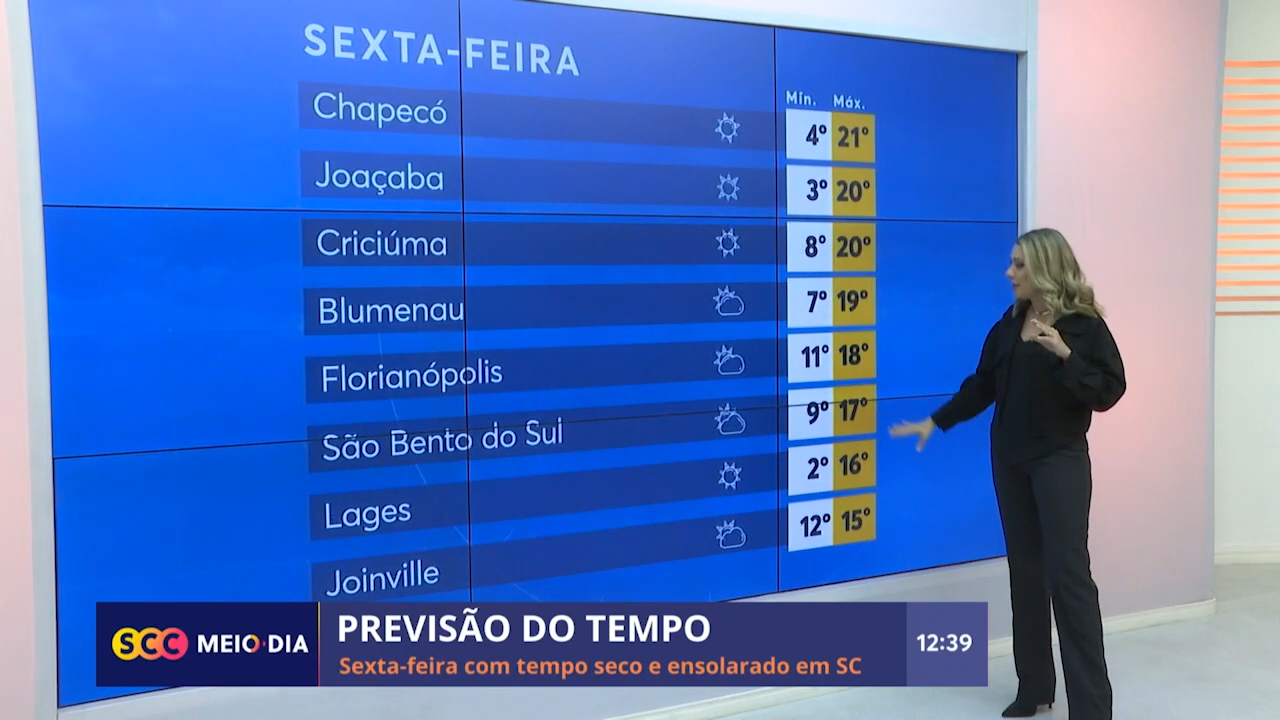 SEXTA-FEIRA
Mín. Máx.
Chapecó 4° 21°
Joaçaba 3° 20°
Criciúma 8° 20°
Blumenau 7° 19°
Florianópolis 11° 18°
São Bento do Sul 9° 17°
Lages 2° 16°
Joinville 12° 15°
SCC MEIO-DIA
PREVISÃO DO TEMPO
Sexta-feira com tempo seco e ensolarado em SC
12:39